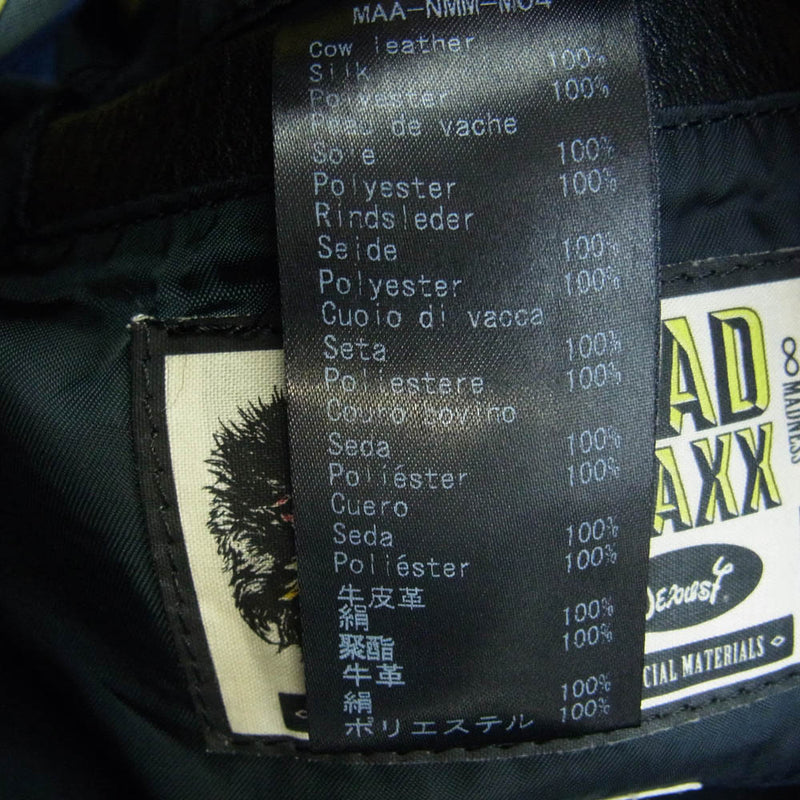 MAA-NMM-M04
Cow leather
Silk 100%
Polyester 100%
Peau de vache
Soie 100%
Polyester 100%
Rindsleder
Seide 100%
Polyester 100%
Cuoio di vacca
Seta 100%
Poliestere 100%
Couro bovino
Seda 100%
Poliéster 100%
Cuero
Seda 100%
Poliéster 100%
牛皮革
絹 100%
聚酯 100%
牛革
絹 100%
ポリエステル 100%
AD
AXX
∞ MADNESS
CIAL MATERIALS